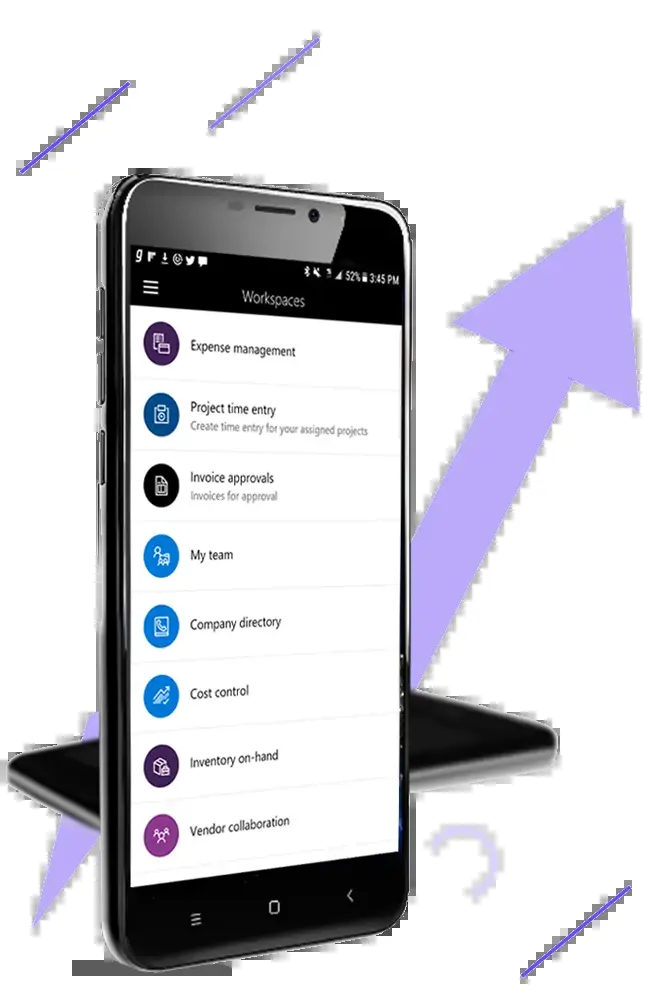 g
52% 3:45 PM
Workspaces
Expense management
Project time entry
Create time entry for your assigned projects
Invoice approvals
Invoices for approval
My team
Company directory
Cost control
Inventory on-hand
Vendor collaboration